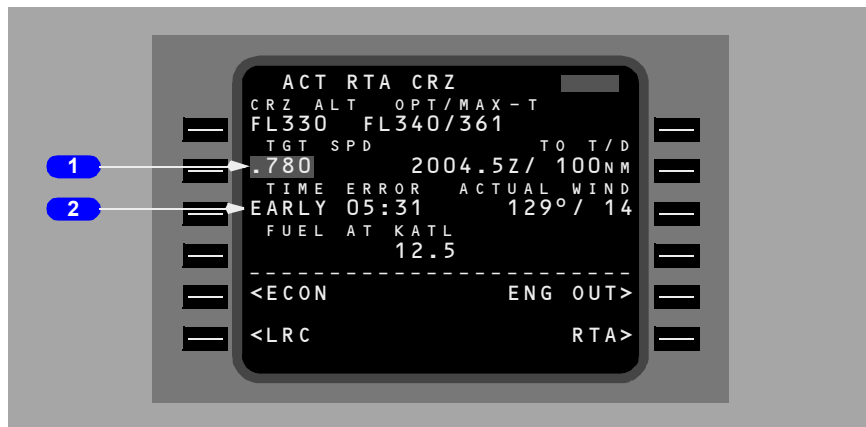 ACT RTA CRZ
CRZ ALT OPT/MAX-T
FL330 FL340/361
TGT SPD TO T/D
1
.780 2004.5Z/ 100NM
TIME ERROR ACTUAL WIND
2
EARLY 05:31 129°/ 14
FUEL AT KATL
12.5
------------------------
<ECON ENG OUT>
<LRC RTA>